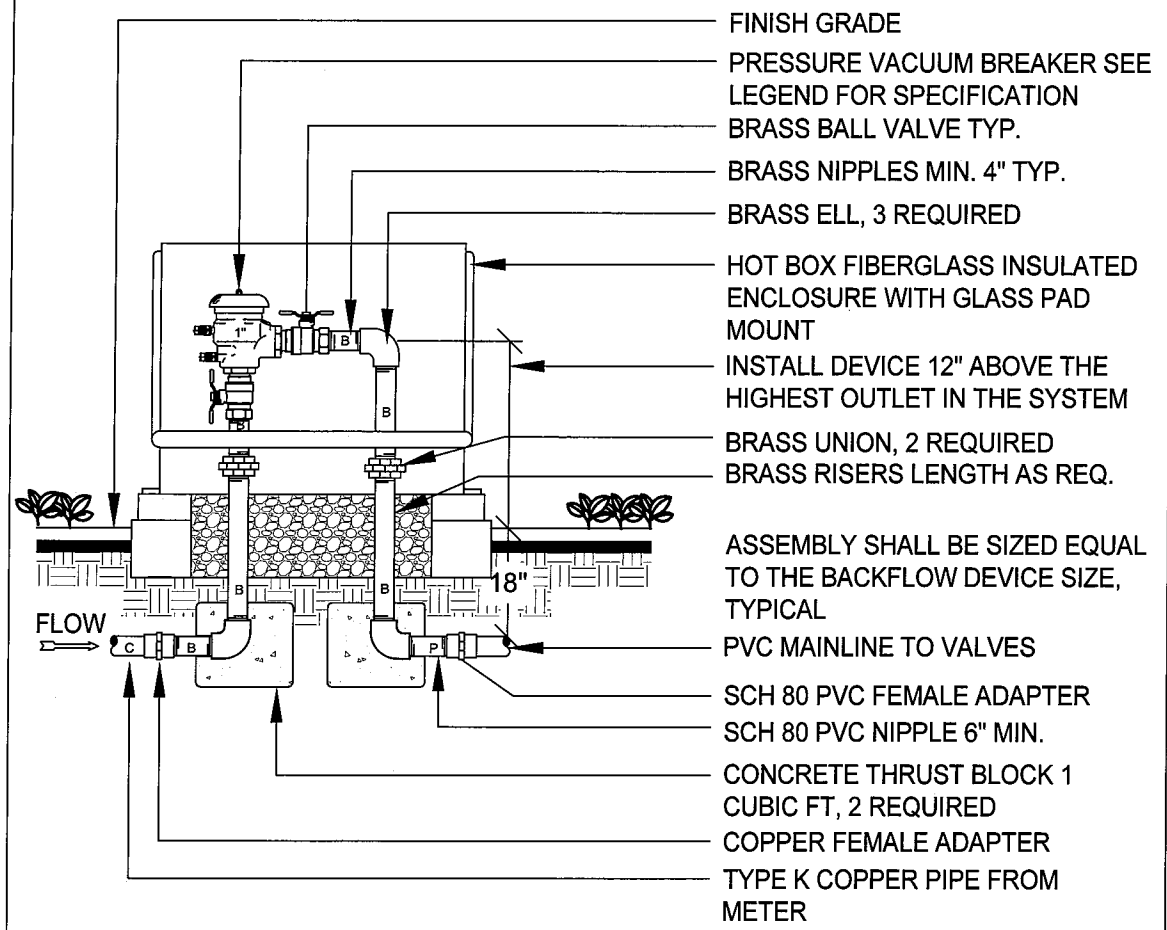 FINISH GRADE
PRESSURE VACUUM BREAKER SEE
LEGEND FOR SPECIFICATION
BRASS BALL VALVE TYP.
BRASS NIPPLES MIN. 4" TYP.
BRASS ELL, 3 REQUIRED
HOT BOX FIBERGLASS INSULATED
ENCLOSURE WITH GLASS PAD
MOUNT
INSTALL DEVICE 12" ABOVE THE
HIGHEST OUTLET IN THE SYSTEM
BRASS UNION, 2 REQUIRED
BRASS RISERS LENGTH AS REQ.
ASSEMBLY SHALL BE SIZED EQUAL
TO THE BACKFLOW DEVICE SIZE,
TYPICAL
PVC MAINLINE TO VALVES
SCH 80 PVC FEMALE ADAPTER
SCH 80 PVC NIPPLE 6" MIN.
CONCRETE THRUST BLOCK 1
CUBIC FT, 2 REQUIRED
COPPER FEMALE ADAPTER
TYPE K COPPER PIPE FROM
METER
1"
B
B
B
B
B
18"
FLOW
C
B
P